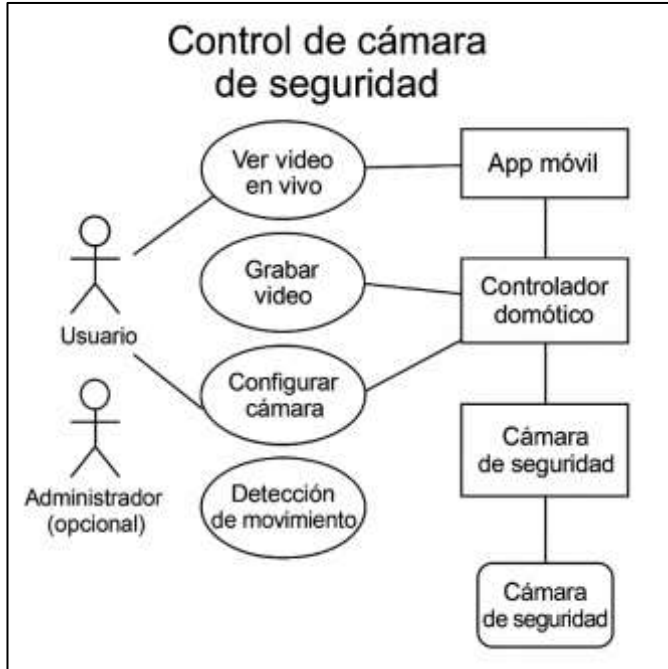 Control de cámara
de seguridad
Ver video
en vivo
App móvil
Grabar
video
Controlador
domótico
Usuario
Configurar
cámara
Cámara
de seguridad
Administrador
(opcional)
Detección
de movimiento
Cámara
de seguridad